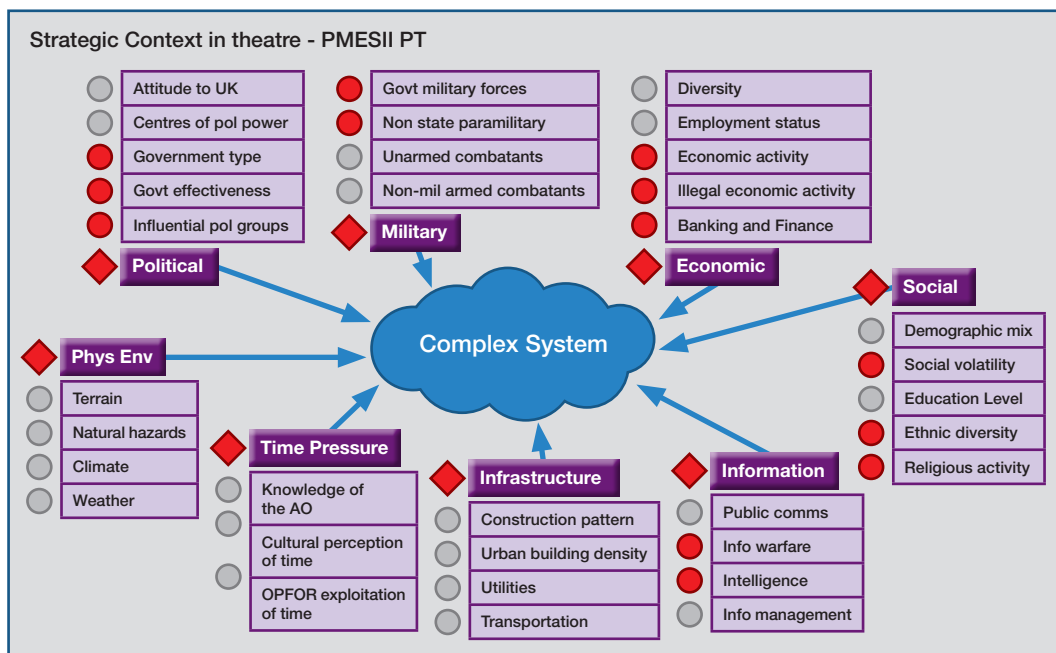 Strategic Context in theatre - PMESII PT
Attitude to UK
Centres of pol power
Government type
Govt effectiveness
Influential pol groups
Political
Govt military forces
Non state paramilitary
Unarmed combatants
Non-mil armed combatants
Military
Diversity
Employment status
Economic activity
Illegal economic activity
Banking and Finance
Economic
Social
Demographic mix
Social volatility
Education Level
Ethnic diversity
Religious activity
Complex System
Phys Env
Terrain
Natural hazards
Climate
Weather
Time Pressure
Knowledge of
the AO
Cultural perception
of time
OPFOR exploitation
of time
Infrastructure
Construction pattern
Urban building density
Utilities
Transportation
Information
Public comms
Info warfare
Intelligence
Info management